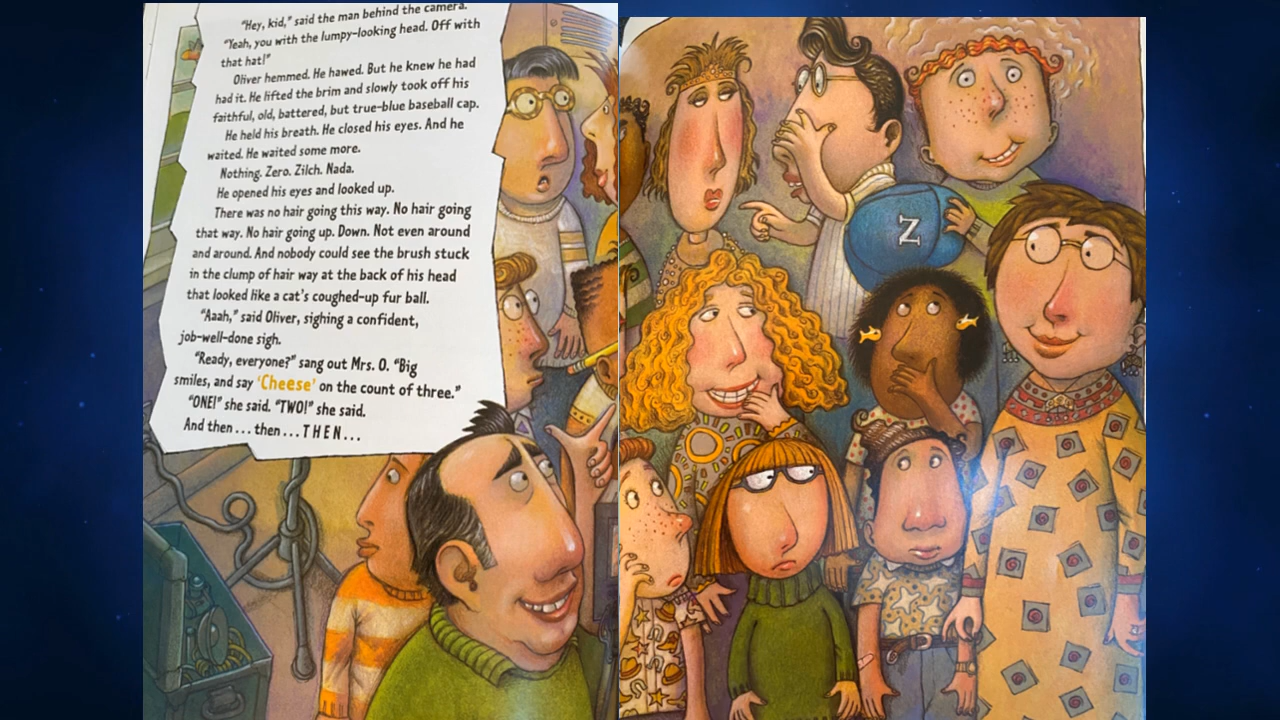 "Hey, kid," said the man behind the camera.
"Yeah, you with the lumpy-looking head. Off with
that hat!"
Oliver hemmed. He hawed. But he knew he had
had it. He lifted the brim and slowly took off his
faithful, old, battered, but true-blue baseball cap.
He held his breath. He closed his eyes. And he
waited. He waited some more.
Nothing. Zero. Zilch. Nada.
He opened his eyes and looked up.
There was no hair going this way. No hair going
that way. No hair going up. Down. Not even around
and around. And nobody could see the brush stuck
in the clump of hair way at the back of his head
that looked like a cat's coughed-up fur ball.
"Aaah," said Oliver, sighing a confident,
job-well-done sigh.
"Ready, everyone?" sang out Mrs. O. "Big
smiles, and say 'Cheese' on the count of three."
"ONE!" she said. "TWO!" she said.
And then . . . then . . . THEN . . .
N